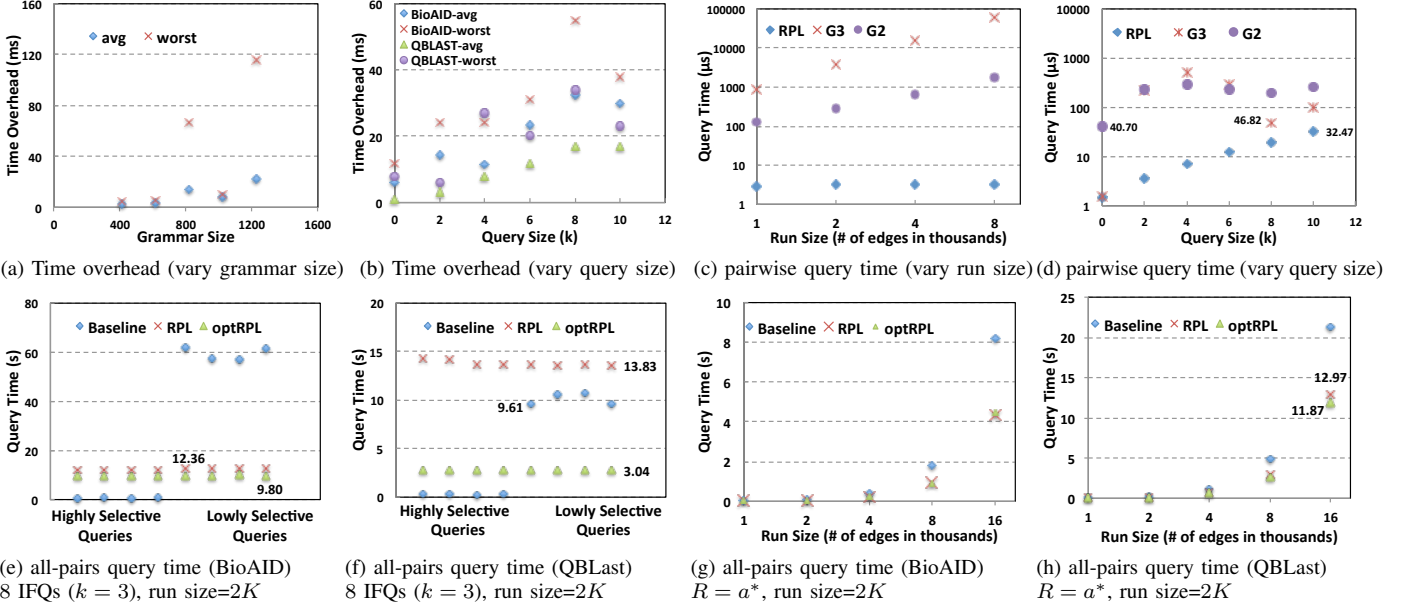 Time Overhead (ms)
160
120
80
40
0
avg worst
0 400 800 1200 1600
Grammar Size
(a) Time overhead (vary grammar size)
Time Overhead (ms)
60
40
20
0
BioAID-avg
BioAID-worst
QBLAST-avg
QBLAST-worst
0 2 4 6 8 10 12
Query Size (k)
(b) Time overhead (vary query size)
Query Time (µs)
100000
10000
1000
100
10
1
RPL G3 G2
1 2 4 8
Run Size (# of edges in thousands)
(c) pairwise query time (vary run size)
Query Time (µs)
10000
1000
100
10
1
RPL G3 G2
40.70
46.82
32.47
0 2 4 6 8 10 12
Query Size (k)
(d) pairwise query time (vary query size)
Query Time (s)
80
60
40
20
0
Baseline RPL optRPL
12.36
9.80
Highly Selective Queries
Lowly Selective Queries
(e) all-pairs query time (BioAID)
8 IFQs (k = 3), run size=2K
Query Time (s)
20
15
10
5
0
Baseline RPL optRPL
13.83
9.61
3.04
Highly Selective Queries
Lowly Selective Queries
(f) all-pairs query time (QBLast)
8 IFQs (k = 3), run size=2K
Query Time (s)
10
8
6
4
2
0
Baseline RPL optRPL
1 2 4 8 16
Run Size (# of edges in thousands)
(g) all-pairs query time (BioAID)
R = a*, run size=2K
Query Time (s)
25
20
15
10
5
0
Baseline RPL optRPL
12.97
11.87
1 2 4 8 16
Run Size (# of edges in thousands)
(h) all-pairs query time (QBLast)
R = a*, run size=2K